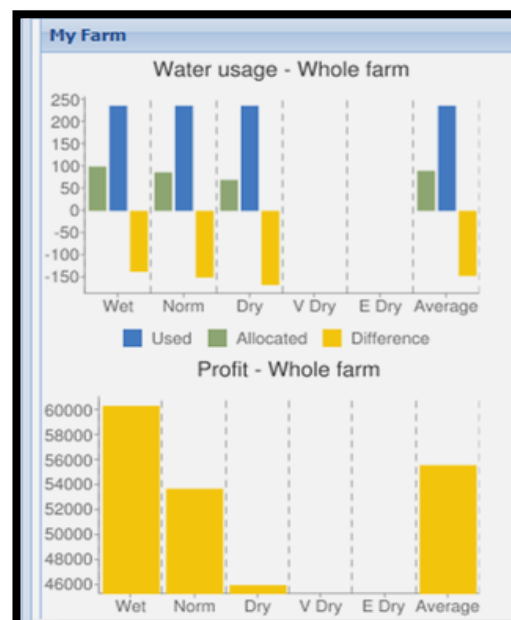 My Farm
Water usage - Whole farm
250
200
150
100
50
0
-50
-100
-150
Wet Norm Dry V Dry E Dry Average
Used Allocated Difference
Profit - Whole farm
60000
58000
56000
54000
52000
50000
48000
46000
Wet Norm Dry V Dry E Dry Average